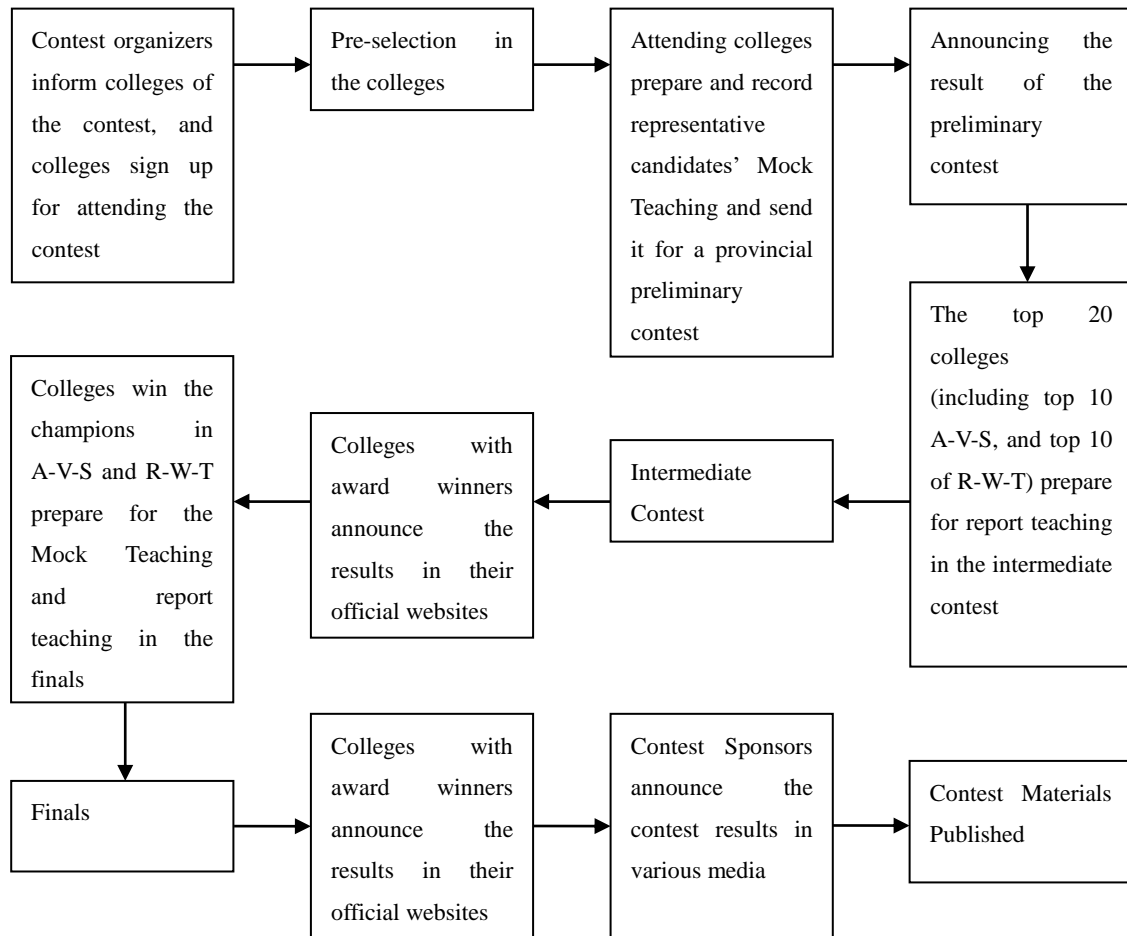 Contest organizers
inform colleges of
the contest, and
colleges sign up
for attending the
contest
Pre-selection in
the colleges
Attending colleges
prepare and record
representative
candidates’ Mock
Teaching and send
it for a provincial
preliminary
contest
Announcing the
result of the
preliminary
contest
The top 20
colleges
(including top 10
A-V-S, and top 10
of R-W-T) prepare
for report teaching
in the intermediate
contest
Intermediate
Contest
Colleges with
award winners
announce the
results in their
official websites
Colleges win the
champions in
A-V-S and R-W-T
prepare for the
Mock Teaching
and report
teaching in the
finals
Finals
Colleges with
award winners
announce the
results in their
official websites
Contest Sponsors
announce the
contest results in
various media
Contest Materials
Published